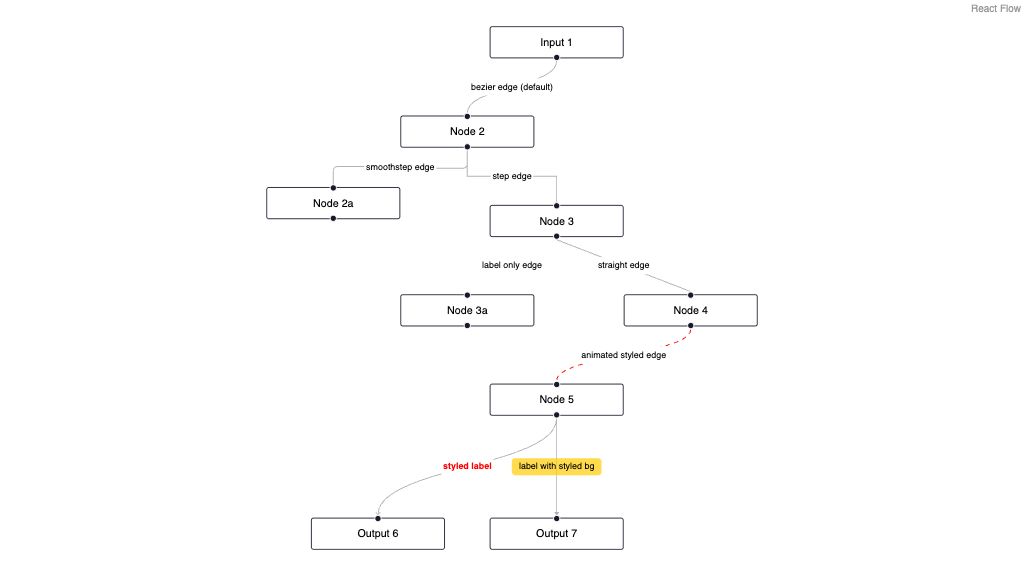 React Flow
Input 1
bezier edge (default)
Node 2
smoothstep edge
step edge
Node 2a
Node 3
label only edge
straight edge
Node 3a
Node 4
animated styled edge
Node 5
styled label
label with styled bg
Output 6
Output 7